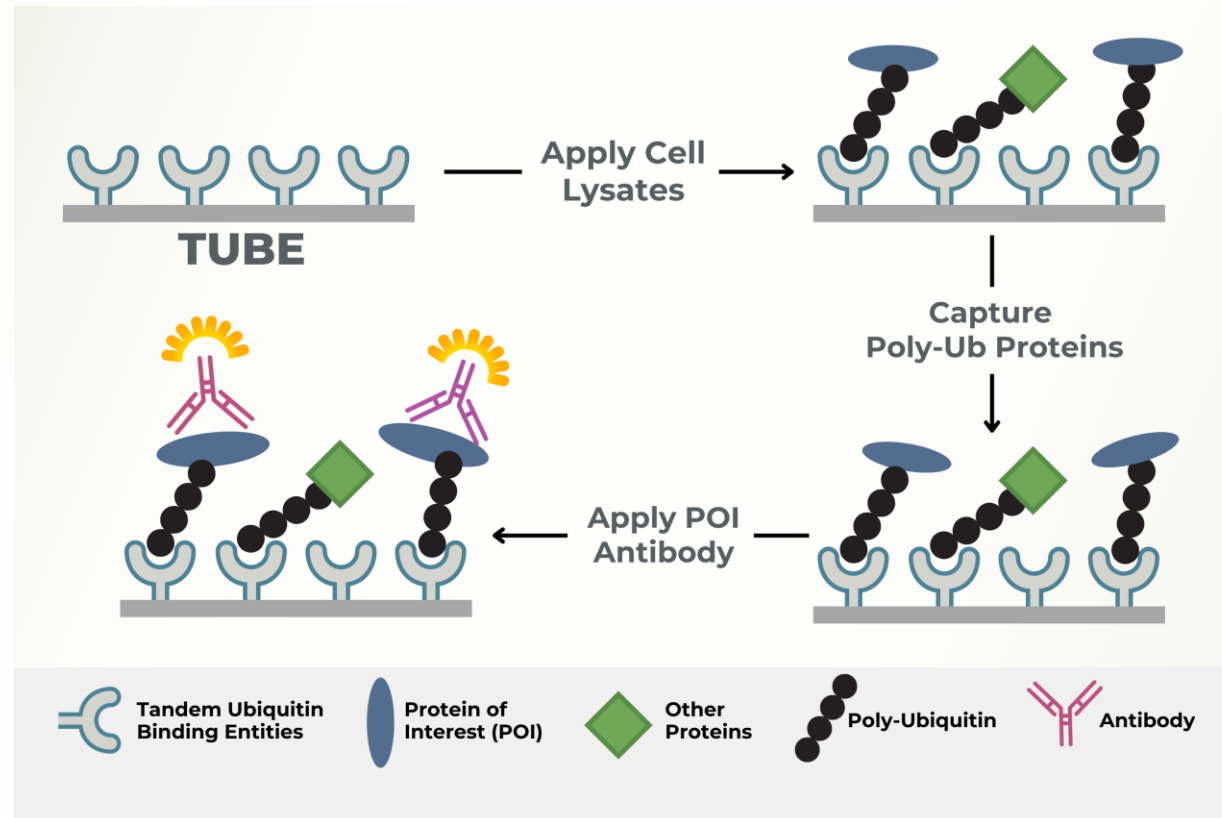 TUBE
Apply Cell
Lysates
Capture
Poly-Ub Proteins
Apply POI
Antibody
Tandem Ubiquitin
Binding Entities
Protein of
Interest (POI)
Other
Proteins
Poly-Ubiquitin
Antibody